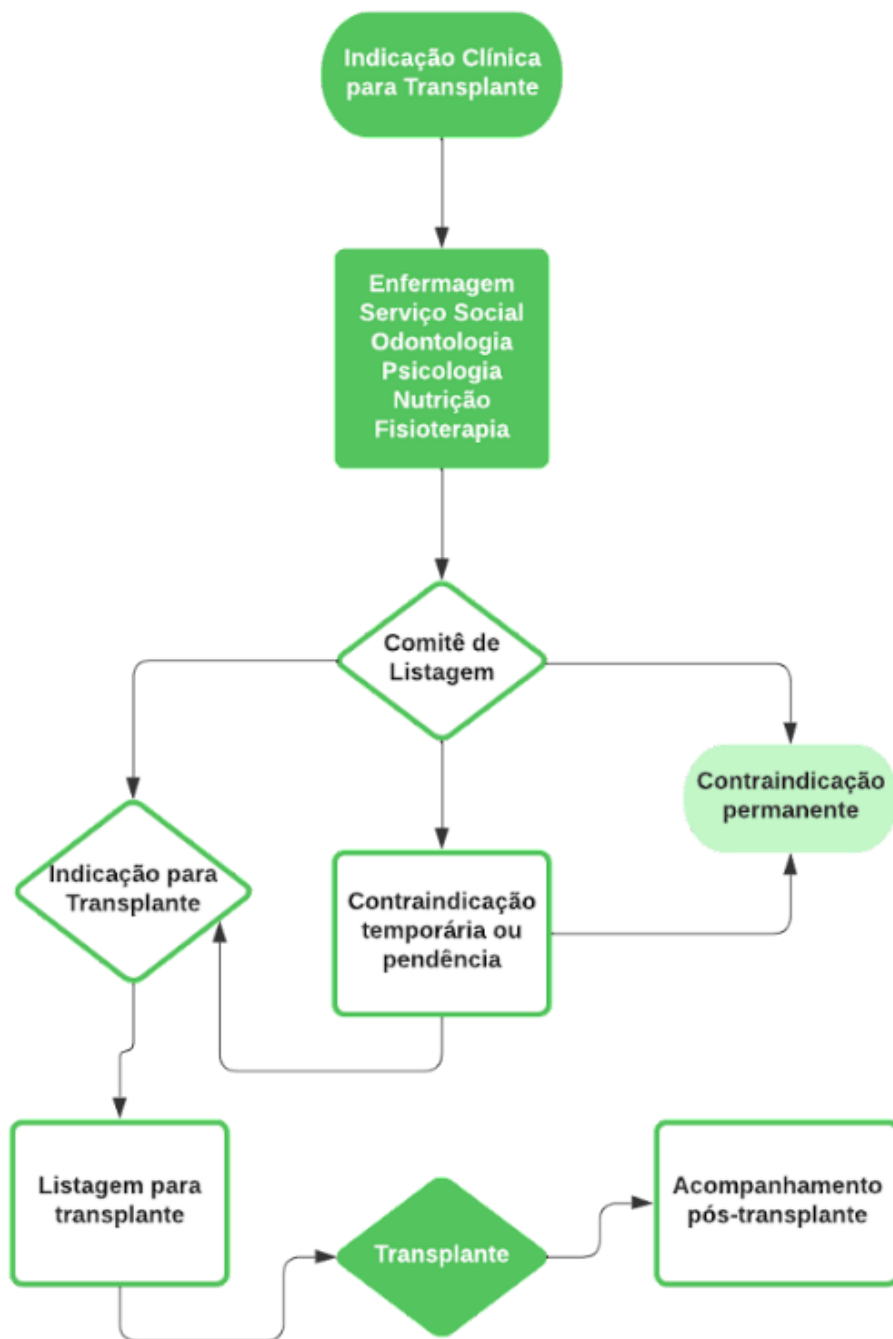 Indicação Clínica
para Transplante
Enfermagem
Serviço Social
Odontologia
Psicologia
Nutrição
Fisioterapia
Comitê de
Listagem
Contraindicação
permanente
Indicação para
Transplante
Contraindicação
temporária ou
pendência
Listagem para
transplante
Transplante
Acompanhamento
pós-transplante